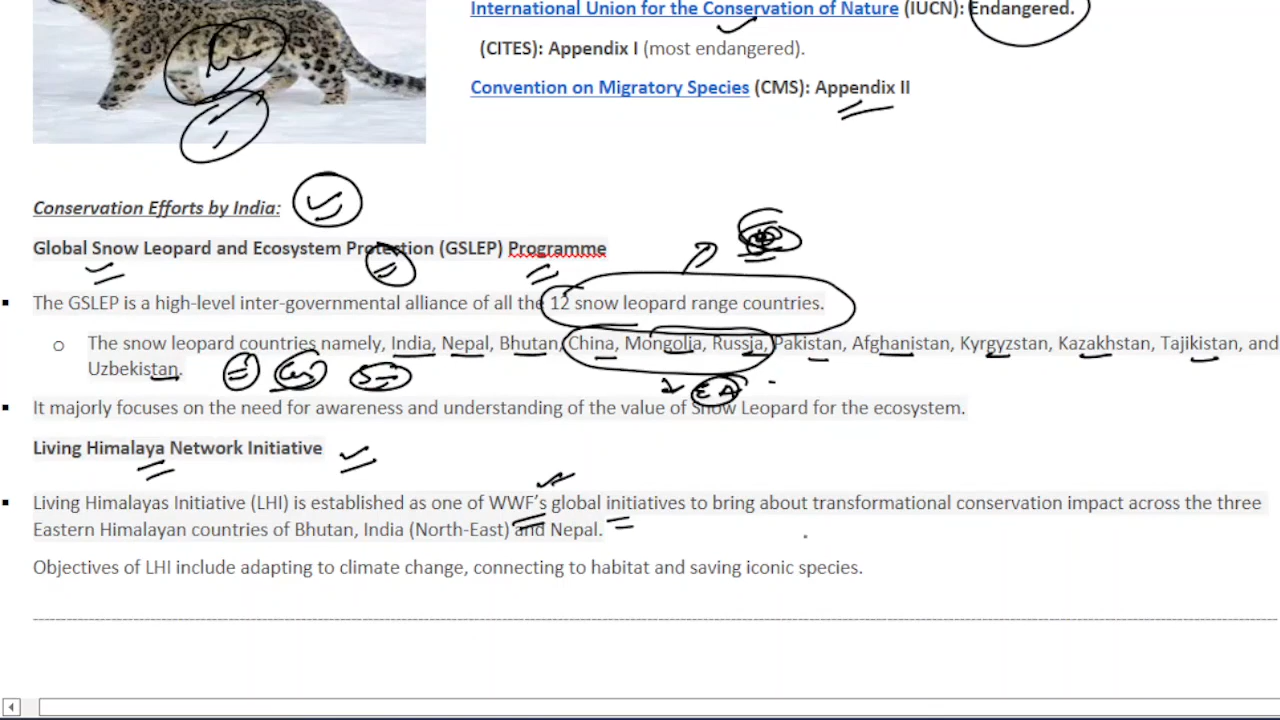 International Union for the Conservation of Nature (IUCN): Endangered.
(CITES): Appendix I (most endangered).
Convention on Migratory Species (CMS): Appendix II
Conservation Efforts by India:
Global Snow Leopard and Ecosystem Protection (GSLEP) Programme
The GSLEP is a high-level inter-governmental alliance of all the 12 snow leopard range countries.
The snow leopard countries namely, India, Nepal, Bhutan, China, Mongolia, Russia, Pakistan, Afghanistan, Kyrgyzstan, Kazakhstan, Tajikistan, and
Uzbekistan.
It majorly focuses on the need for awareness and understanding of the value of Snow Leopard for the ecosystem.
Living Himalaya Network Initiative
Living Himalayas Initiative (LHI) is established as one of WWF's global initiatives to bring about transformational conservation impact across the three
Eastern Himalayan countries of Bhutan, India (North-East) and Nepal.
Objectives of LHI include adapting to climate change, connecting to habitat and saving iconic species.